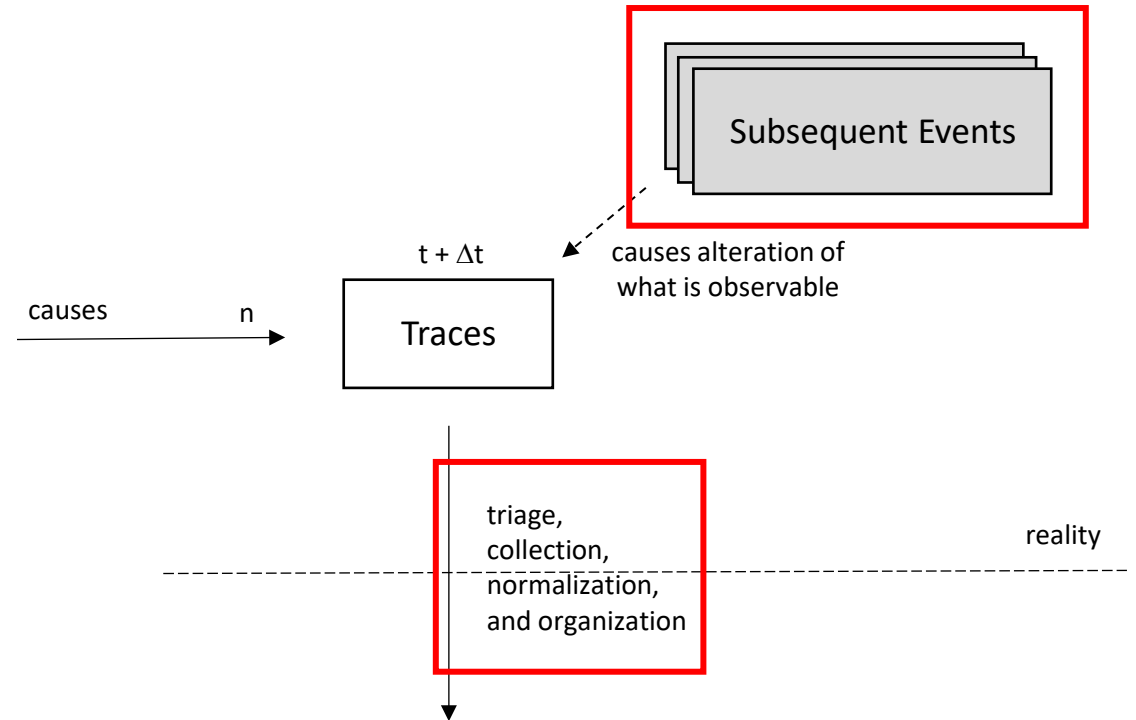 Subsequent Events
t + Δt
causes alteration of
what is observable
causes
n
Traces
triage,
collection,
normalization,
and organization
reality